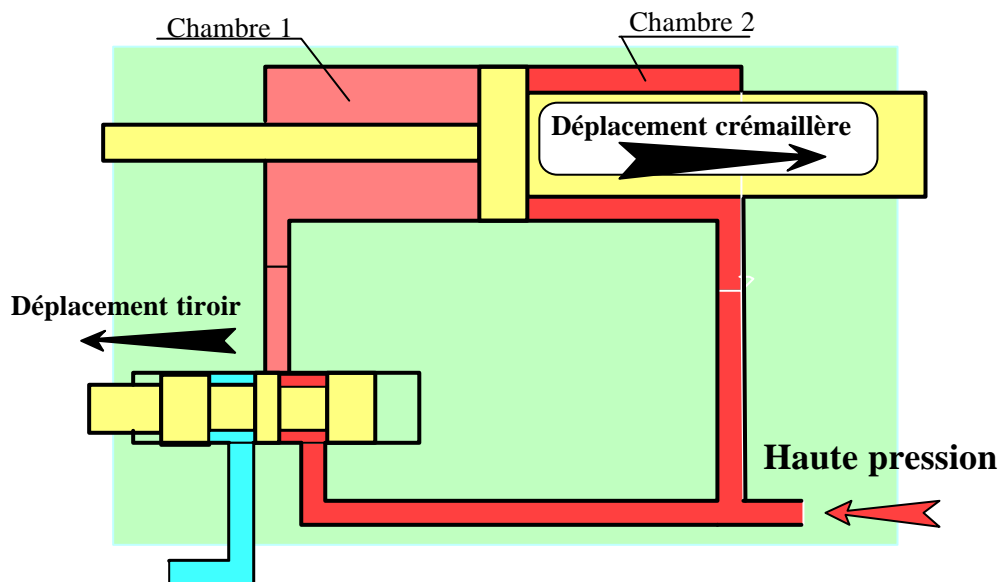 Chambre 1
Chambre 2
Déplacement crémaillère
Déplacement tiroir
Haute pression